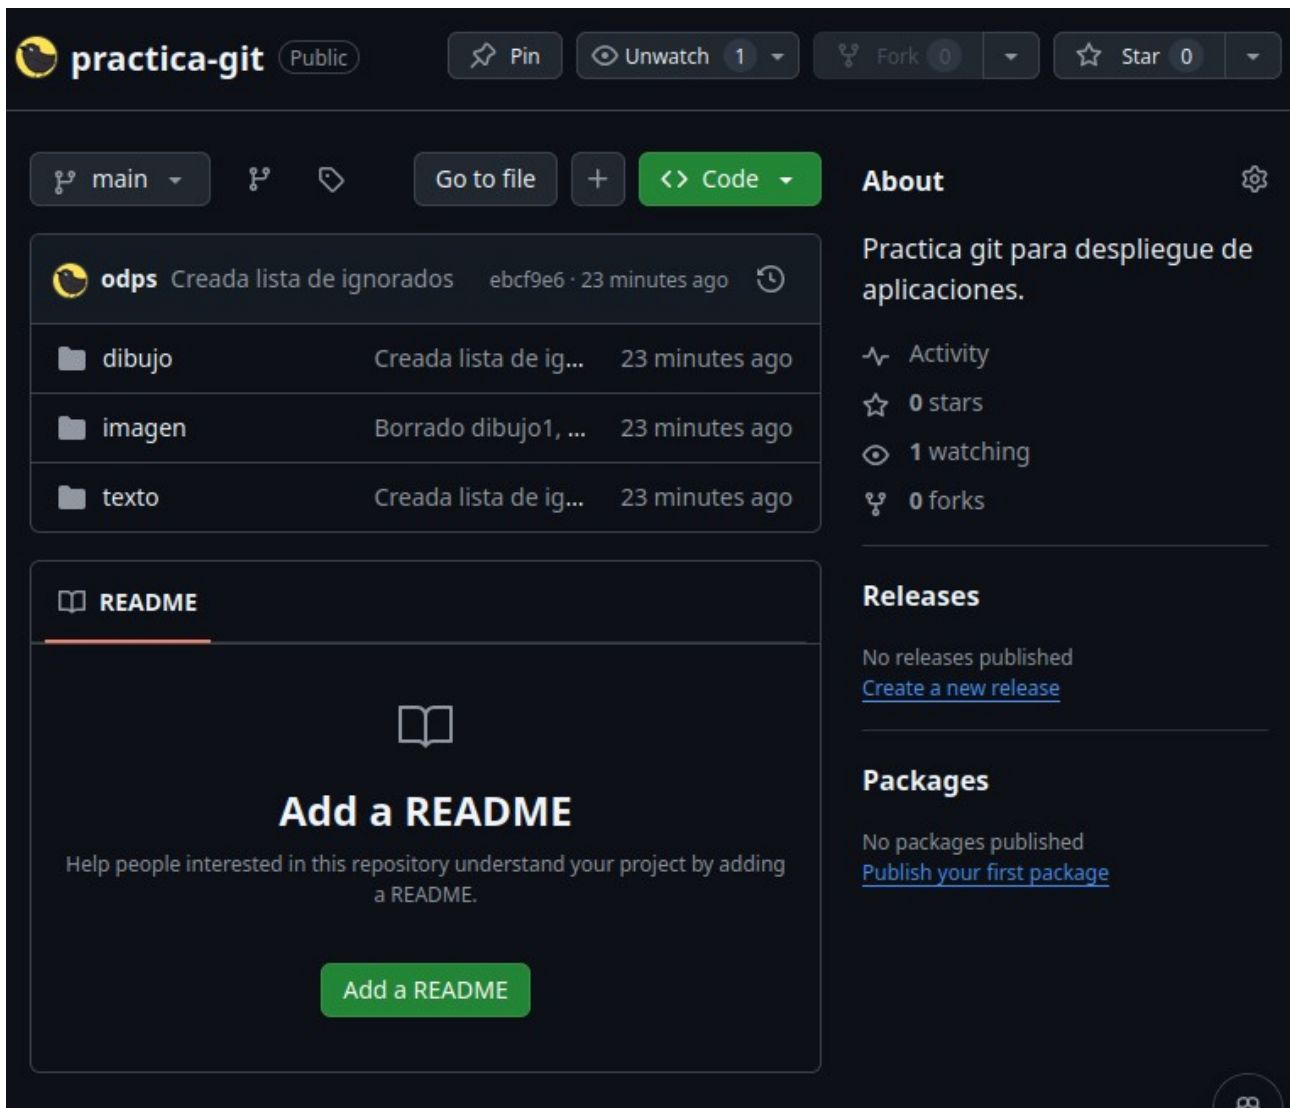 practica-git Public Pin Unwatch 1 Fork 0 Star 0
main Go to file + <> Code
odps Creada lista de ignorados ebcf9e6 · 23 minutes ago
dibujo Creada lista de ig... 23 minutes ago
imagen Borrado dibujo1, ... 23 minutes ago
texto Creada lista de ig... 23 minutes ago
README
Add a README
Help people interested in this repository understand your project by adding
a README.
Add a README
About
Practica git para despliegue de
aplicaciones.
Activity
0 stars
1 watching
0 forks
Releases
No releases published
Create a new release
Packages
No packages published
Publish your first package